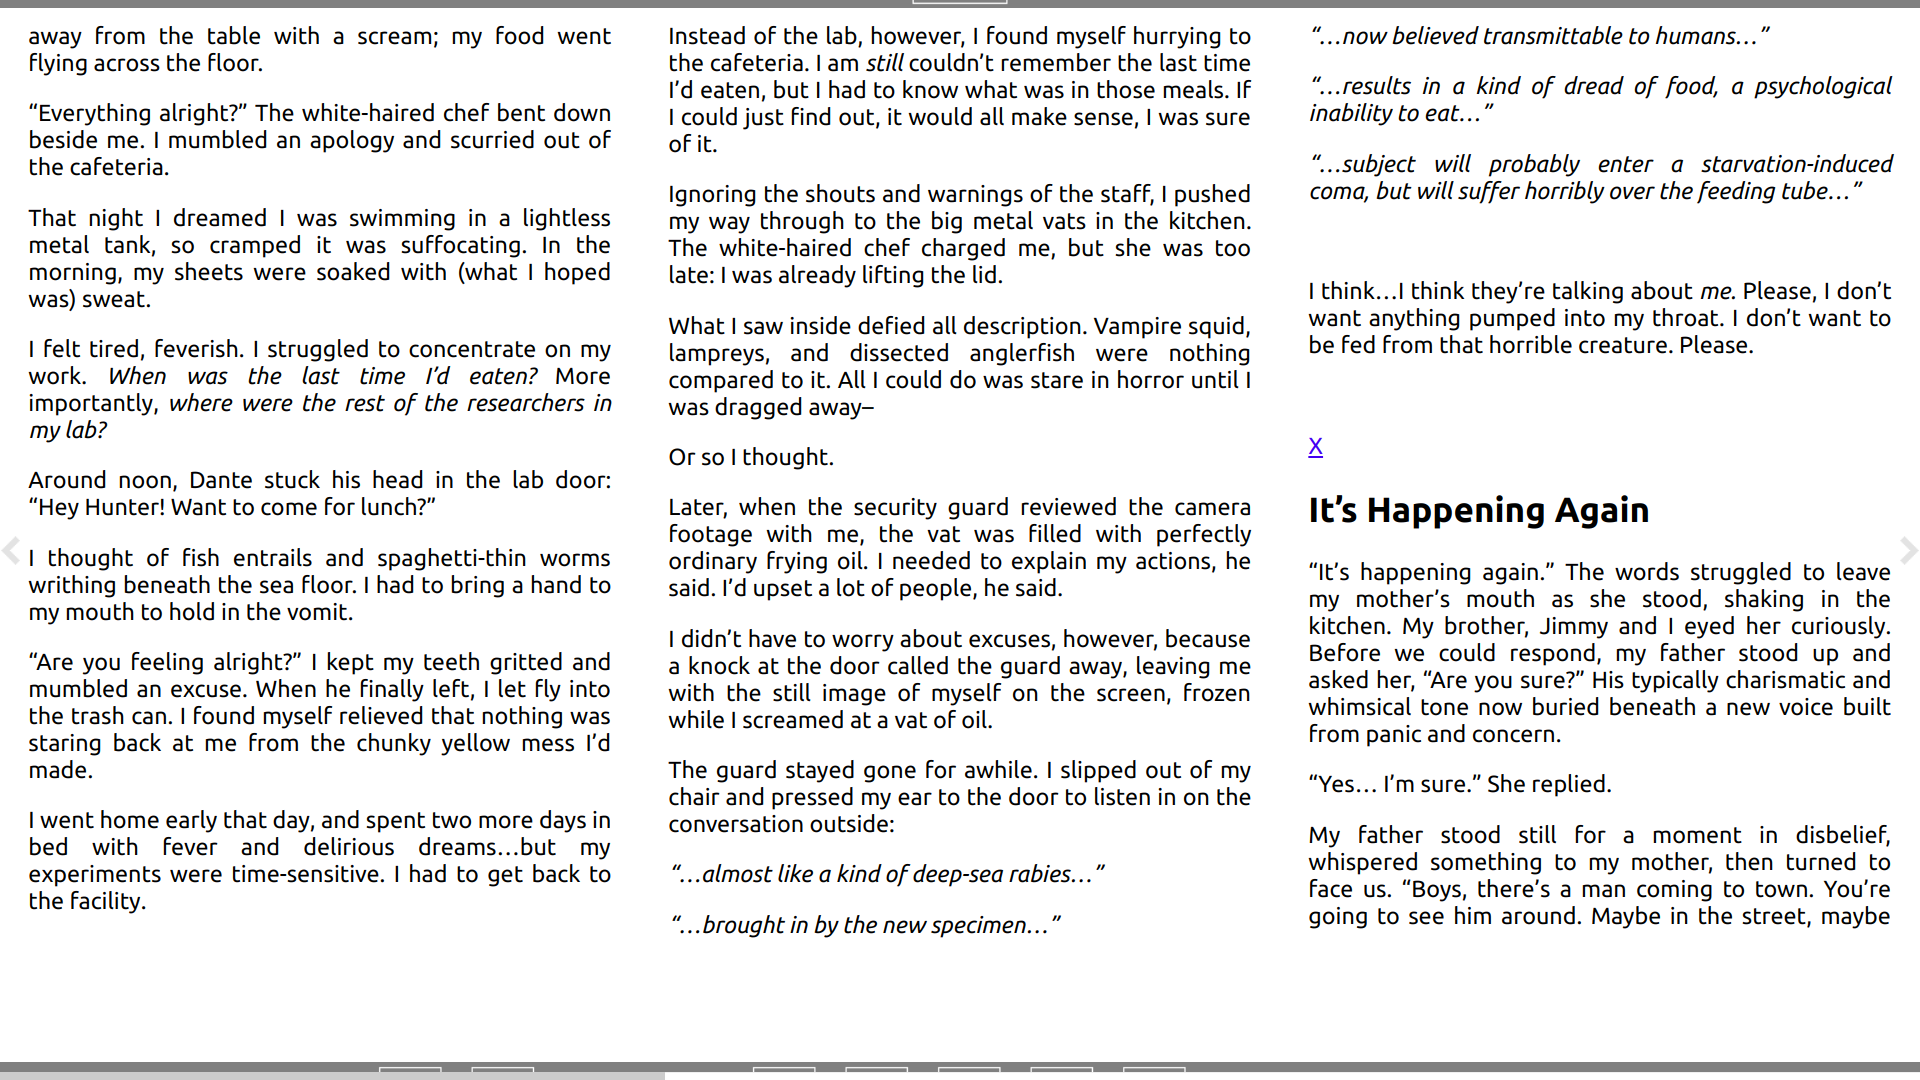 away from the table with a scream; my food went
flying across the floor.
“Everything alright?” The white-haired chef bent down
beside me. I mumbled an apology and scurried out of
the cafeteria.
That night I dreamed I was swimming in a lightless
metal tank, so cramped it was suffocating. In the
morning, my sheets were soaked with (what I hoped
was) sweat.
I felt tired, feverish. I struggled to concentrate on my
work. When was the last time I’d eaten? More
importantly, where were the rest of the researchers in
my lab?
Around noon, Dante stuck his head in the lab door:
“Hey Hunter! Want to come for lunch?”
I thought of fish entrails and spaghetti-thin worms
writhing beneath the sea floor. I had to bring a hand to
my mouth to hold in the vomit.
“Are you feeling alright?” I kept my teeth gritted and
mumbled an excuse. When he finally left, I let fly into
the trash can. I found myself relieved that nothing was
staring back at me from the chunky yellow mess I’d
made.
I went home early that day, and spent two more days in
bed with fever and delirious dreams…but my
experiments were time-sensitive. I had to get back to
the facility.
Instead of the lab, however, I found myself hurrying to
the cafeteria. I am still couldn’t remember the last time
I’d eaten, but I had to know what was in those meals. If
I could just find out, it would all make sense, I was sure
of it.
Ignoring the shouts and warnings of the staff, I pushed
my way through to the big metal vats in the kitchen.
The white-haired chef charged me, but she was too
late: I was already lifting the lid.
What I saw inside defied all description. Vampire squid,
lampreys, and dissected anglerfish were nothing
compared to it. All I could do was stare in horror until I
was dragged away–
Or so I thought.
Later, when the security guard reviewed the camera
footage with me, the vat was filled with perfectly
ordinary frying oil. I needed to explain my actions, he
said. I’d upset a lot of people, he said.
I didn’t have to worry about excuses, however, because
a knock at the door called the guard away, leaving me
with the still image of myself on the screen, frozen
while I screamed at a vat of oil.
The guard stayed gone for awhile. I slipped out of my
chair and pressed my ear to the door to listen in on the
conversation outside:
“…almost like a kind of deep-sea rabies…”
“…brought in by the new specimen…”
“…now believed transmittable to humans…”
“…results in a kind of dread of food, a psychological
inability to eat…”
“…subject will probably enter a starvation-induced
coma, but will suffer horribly over the feeding tube…”
I think…I think they’re talking about me. Please, I don’t
want anything pumped into my throat. I don’t want to
be fed from that horrible creature. Please.
X
It’s Happening Again
“It’s happening again.” The words struggled to leave
my mother’s mouth as she stood, shaking in the
kitchen. My brother, Jimmy and I eyed her curiously.
Before we could respond, my father stood up and
asked her, “Are you sure?” His typically charismatic and
whimsical tone now buried beneath a new voice built
from panic and concern.
“Yes… I’m sure.” She replied.
My father stood still for a moment in disbelief,
whispered something to my mother, then turned to
face us. “Boys, there’s a man coming to town. You’re
going to see him around. Maybe in the street, maybe